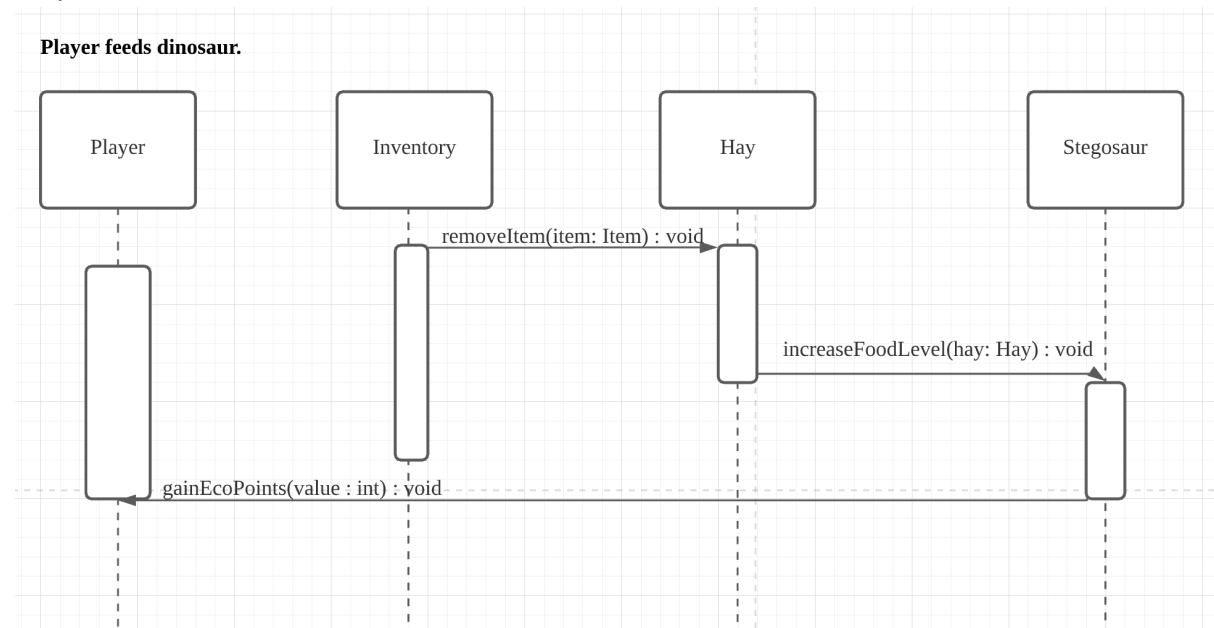 Player feeds dinosaur.
Player
Inventory
Hay
Stegosaur
removeItem(item: Item) : void
increaseFoodLevel(hay: Hay) : void
gainEcoPoints(value : int) : void